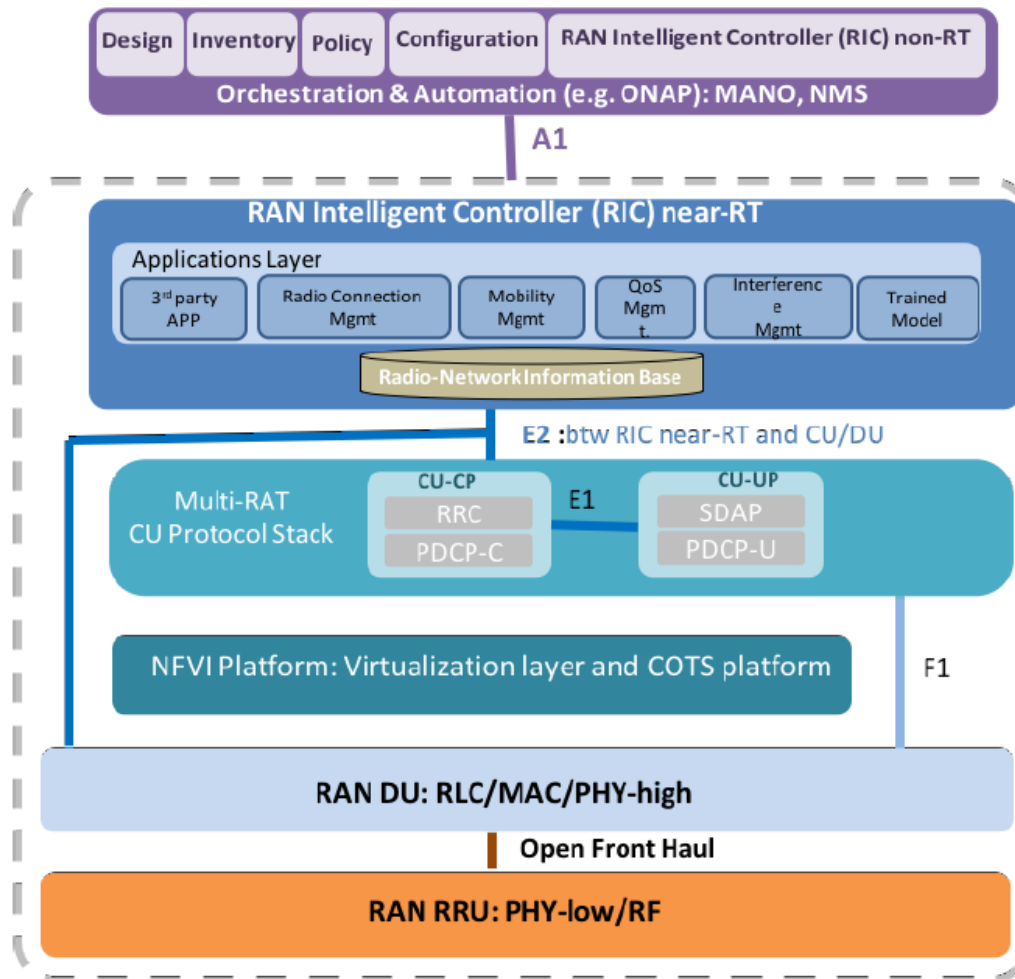 Design Inventory Policy Configuration RAN Intelligent Controller (RIC) non-RT
Orchestration & Automation (e.g. ONAP): MANO, NMS
A1
RAN Intelligent Controller (RIC) near-RT
Applications Layer
3rd party
APP
Radio Connection
Mgmt
Mobility
Mgmt
QoS
Mgm
t.
Interferenc
e
Mgmt
Trained
Model
Radio-Network Information Base
E2 :btw RIC near-RT and CU/DU
Multi-RAT
CU Protocol Stack
CU-CP
RRC
PDCP-C
E1
CU-UP
SDAP
PDCP-U
NFVI Platform: Virtualization layer and COTS platform
F1
RAN DU: RLC/MAC/PHY-high
Open Front Haul
RAN RRU: PHY-low/RF